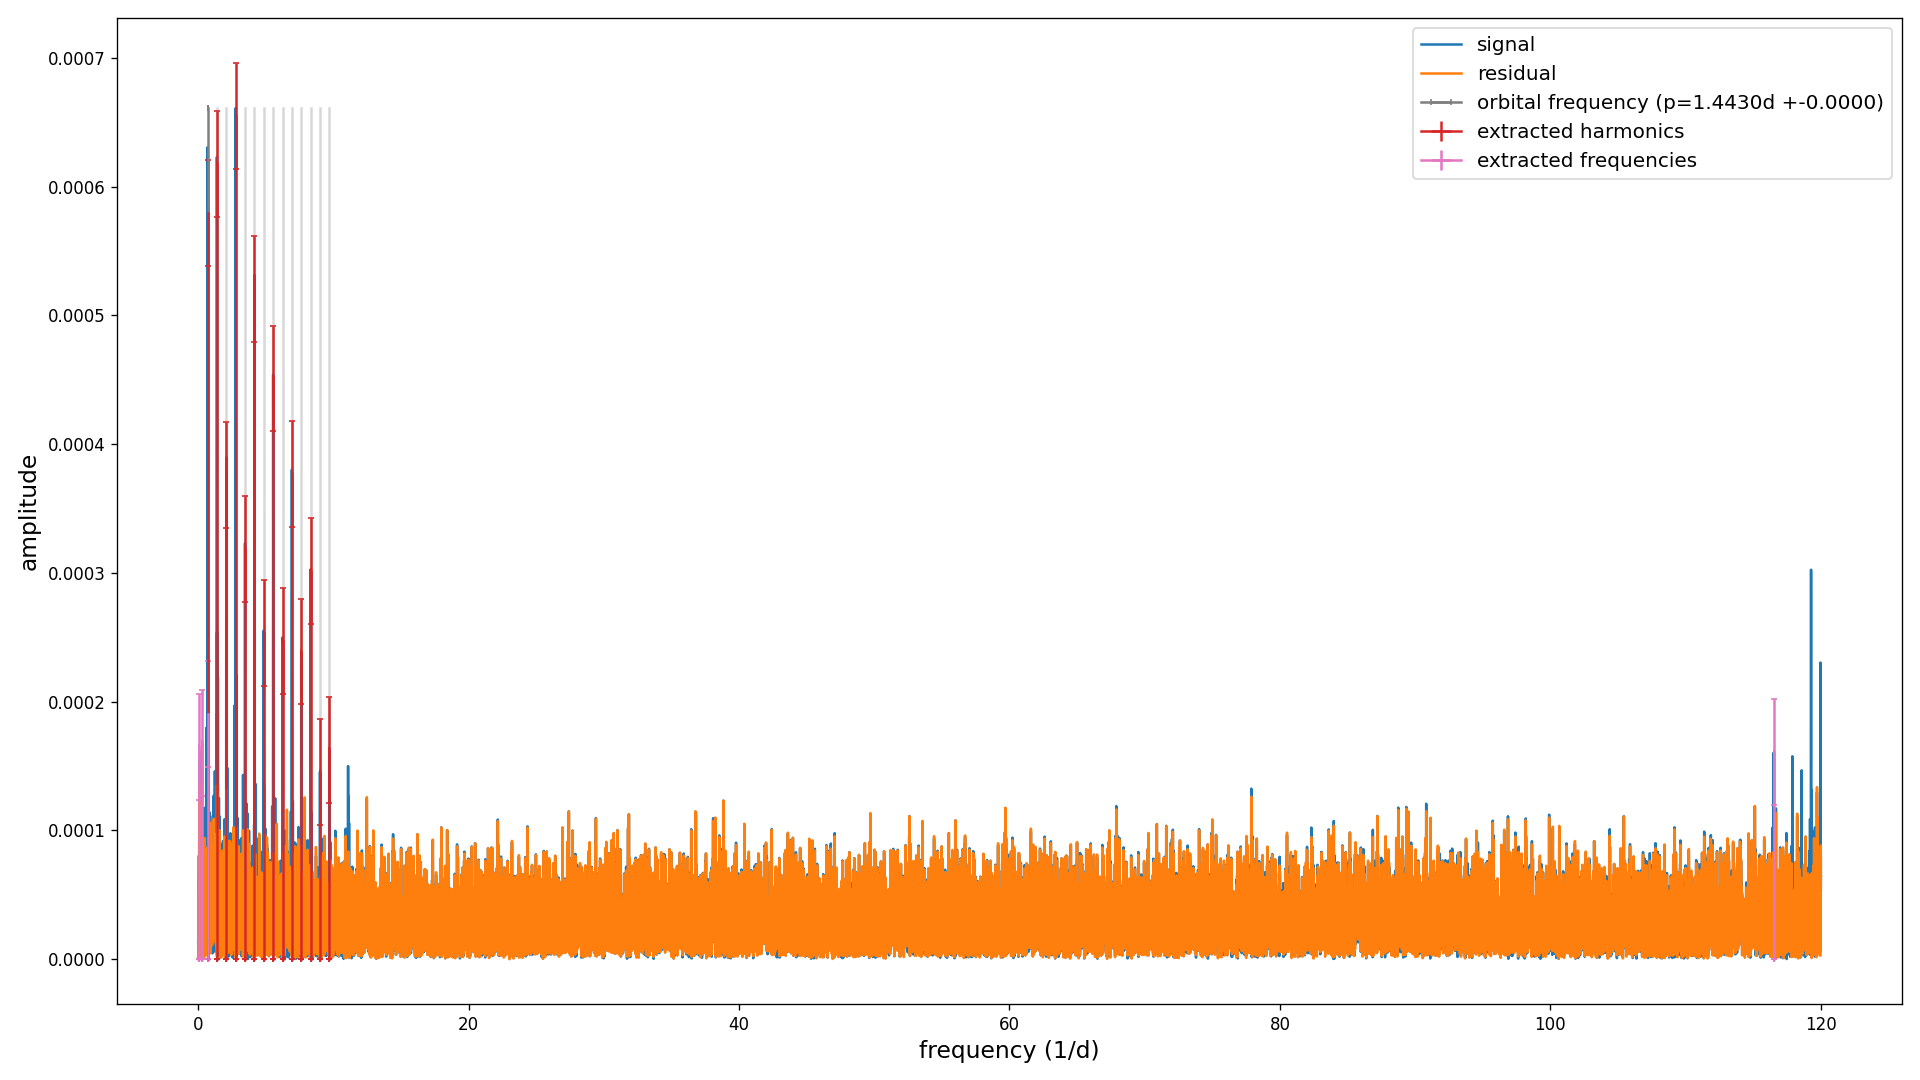 signal
residual
orbital frequency (p=1.4430d +-0.0000)
extracted harmonics
extracted frequencies
0.0007
0.0006
0.0005
0.0004
0.0003
0.0002
0.0001
0.0000
amplitude
0 20 40 60 80 100 120
frequency (1/d)